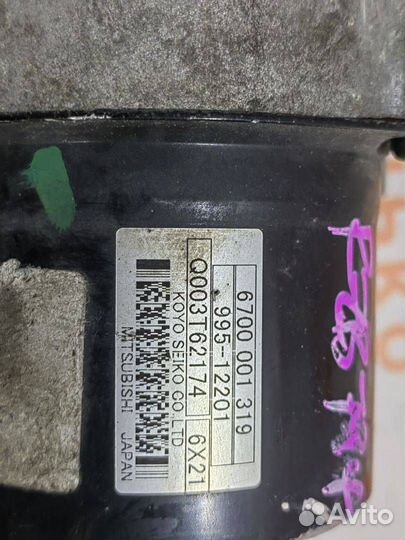 6700 001 319
995-12201
Q003T62174 6X21
KOYO SEIKO CO.,LTD
MITSUBISHI JAPAN
Avito